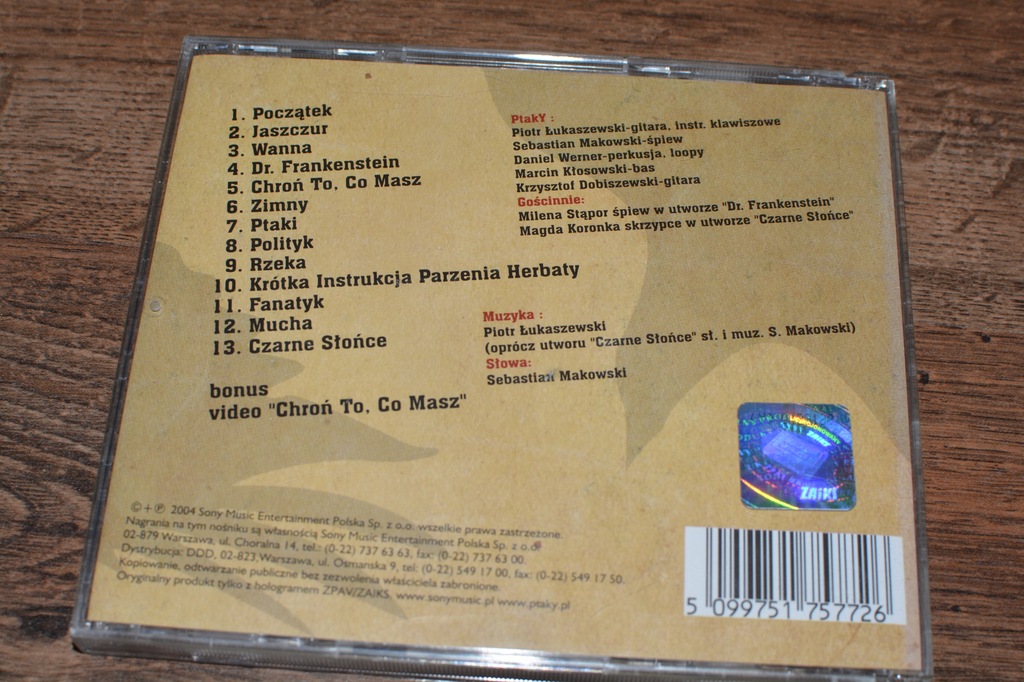 1. Początek
2. Jaszczur
3. Wanna
4. Dr. Frankenstein
5. Chroń To, Co Masz
6. Zimny
7. Ptaki
8. Polityk
9. Rzeka
10. Krótka Instrukcja Parzenia Herbaty
11. Fanatyk
12. Mucha
13. Czarne Słońce
bonus
video "Chroń To, Co Masz"
PtakY :
Piotr Łukaszewski-gitara, instr. klawiszowe
Sebastian Makowski-śpiew
Daniel Werner-perkusja, loopy
Marcin Kłosowski-bas
Krzysztof Dobiszewski-gitara
Gościnnie:
Milena Stąpor śpiew w utworze "Dr. Frankenstein"
Magda Koronka skrzypce w utworze "Czarne Słońce"
Muzyka :
Piotr Łukaszewski
(oprócz utworu "Czarne Słońce" sł. i muz. S. Makowski)
Słowa:
Sebastian Makowski
ZAiKS
© + ℗ 2004 Sony Music Entertainment Polska Sp. z o.o. wszelkie prawa zastrzeżone.
Nagrania na tym nośniku są własnością Sony Music Entertainment Polska Sp. z o.o.
02-879 Warszawa, ul. Choralna 14, tel.: (0-22) 737 63 63, fax: (0-22) 737 63 00.
Dystrybucja: DDD, 02-823,Warszawa, ul. Osmańska 9, tel: (0-22) 549 17 00, fax: (0-22) 549 17 50.
Kopiowanie, odtwarzanie publiczne bez zezwolenia właściciela zabronione.
Oryginalny produkt tylko z hologramem ZPAV/ZAIKS. www.sonymusic.pl www.ptaky.pl
5 099751 757726